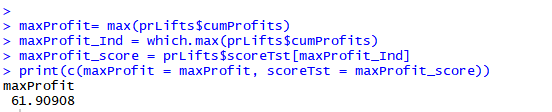 >
> maxProfit= max(prLifts$cumProfits)
> maxProfit_Ind = which.max(prLifts$cumProfits)
> maxProfit_score = prLifts$scoreTst[maxProfit_Ind]
> print(c(maxProfit = maxProfit, scoreTst = maxProfit_score))
maxProfit
61.90908